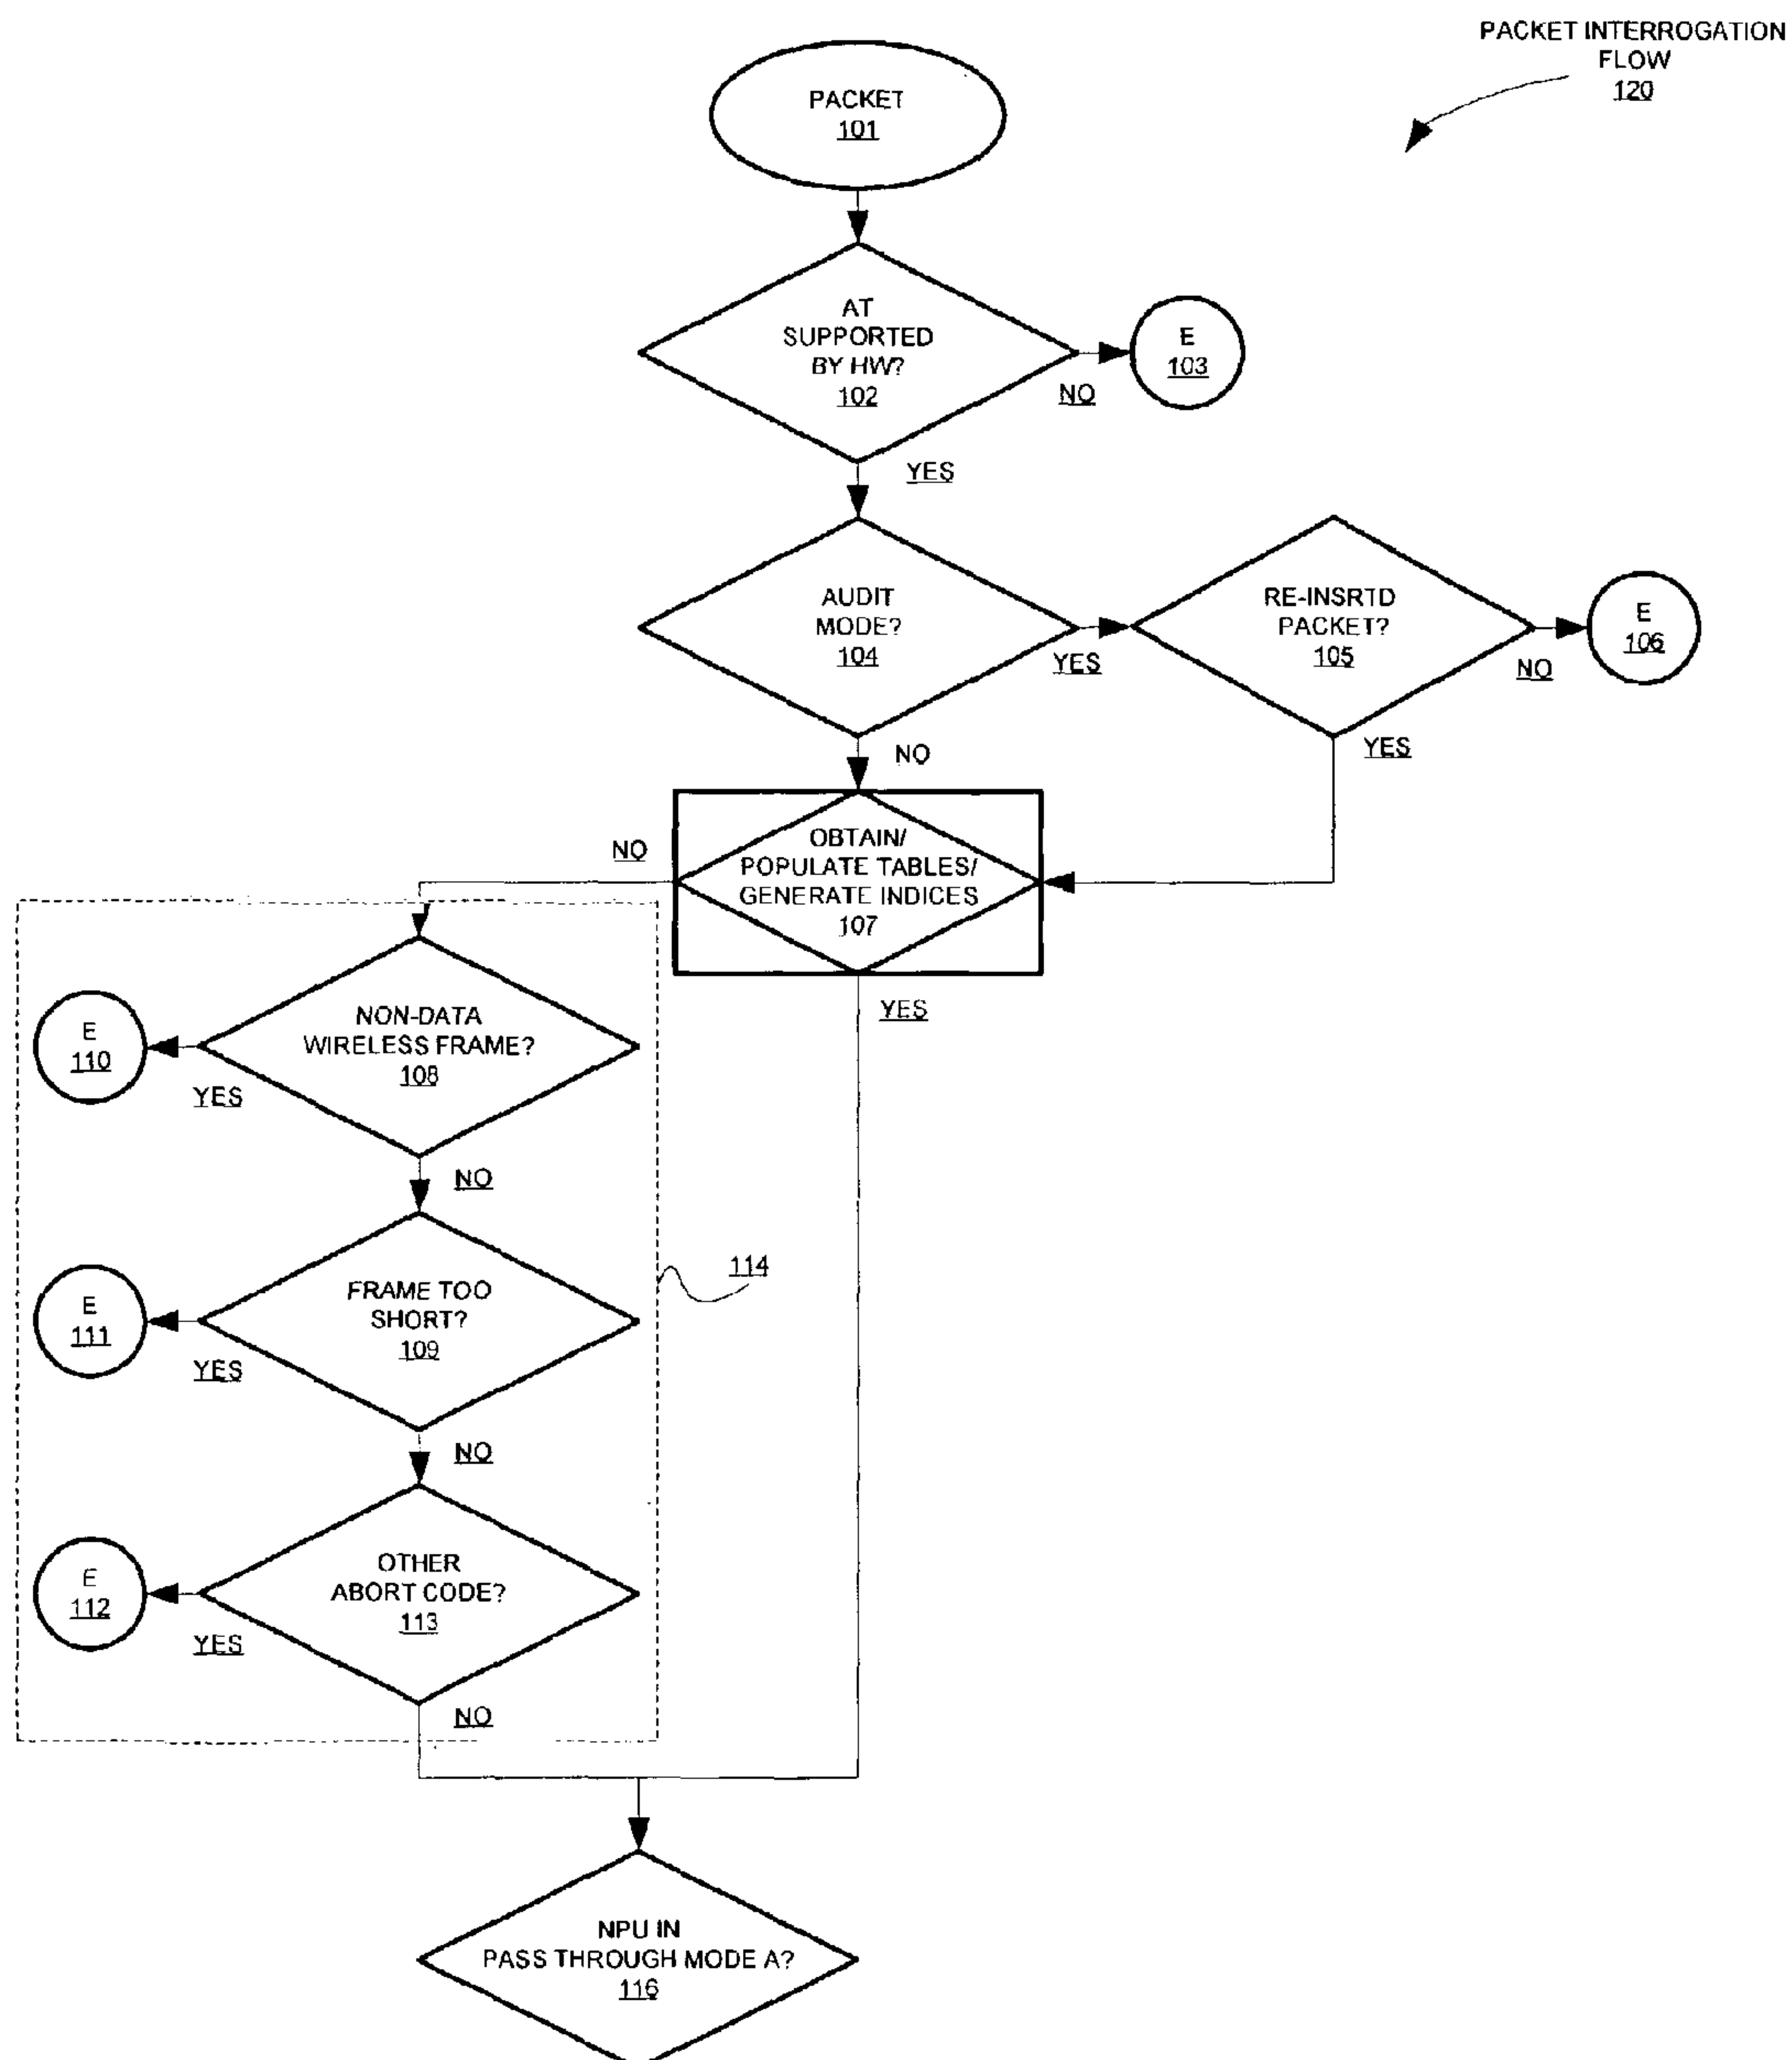 PACKET INTERROGATION
FLOW
120
PACKET
101
AT
SUPPORTED
BY HW?
102
NO
E
103
YES
AUDIT
MODE?
104
YES
RE-INSRTD
PACKET?
105
NO
E
106
NO
YES
OBTAIN/
POPULATE TABLES/
GENERATE INDICES
107
NO
YES
NON-DATA
WIRELESS FRAME?
108
E
110
YES
NO
FRAME TOO
SHORT?
109
E
111
YES
114
NO
OTHER
ABORT CODE?
113
E
112
YES
NO
NPU IN
PASS THROUGH MODE A?
116